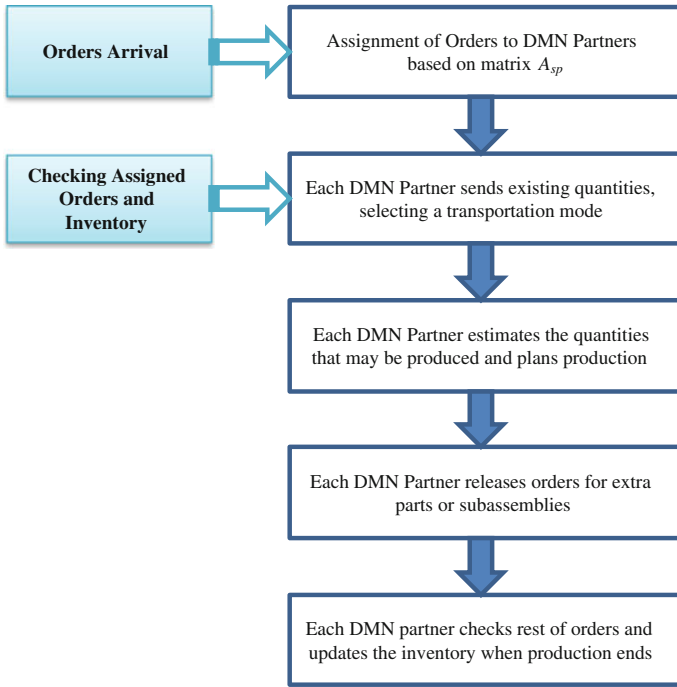 Orders Arrival
Assignment of Orders to DMN Partners
based on matrix Asp
Checking Assigned
Orders and
Inventory
Each DMN Partner sends existing quantities,
selecting a transportation mode
Each DMN Partner estimates the quantities
that may be produced and plans production
Each DMN Partner releases orders for extra
parts or subassemblies
Each DMN partner checks rest of orders and
updates the inventory when production ends